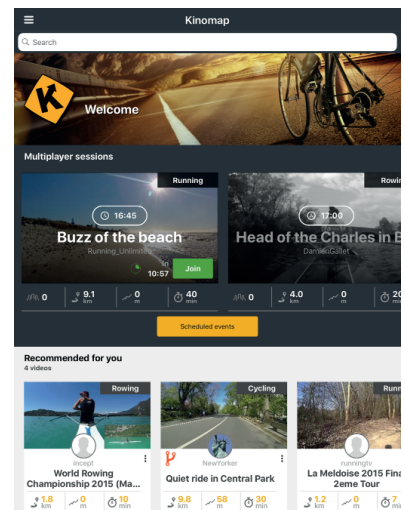 Kinomap
Search
Welcome
Multiplayer sessions
Running
16:45
Buzz of the beach
Running_Unlimited
in
10:57
Join
0
9.1
km
0
m
40
min
17:00
Head of the Charles in B
DamienGallet
0
4.0
km
0
m
20
min
Scheduled events
Recommended for you
4 videos
Rowing
Incept
World Rowing
Championship 2015 (Ma...
1.8
km
0
m
10
min
Cycling
NewYorker
Quiet ride in Central Park
9.8
km
58
m
30
min
runningtv
La Meldoise 2015 Fina
2eme Tour
1.2
km
0
m
7
min